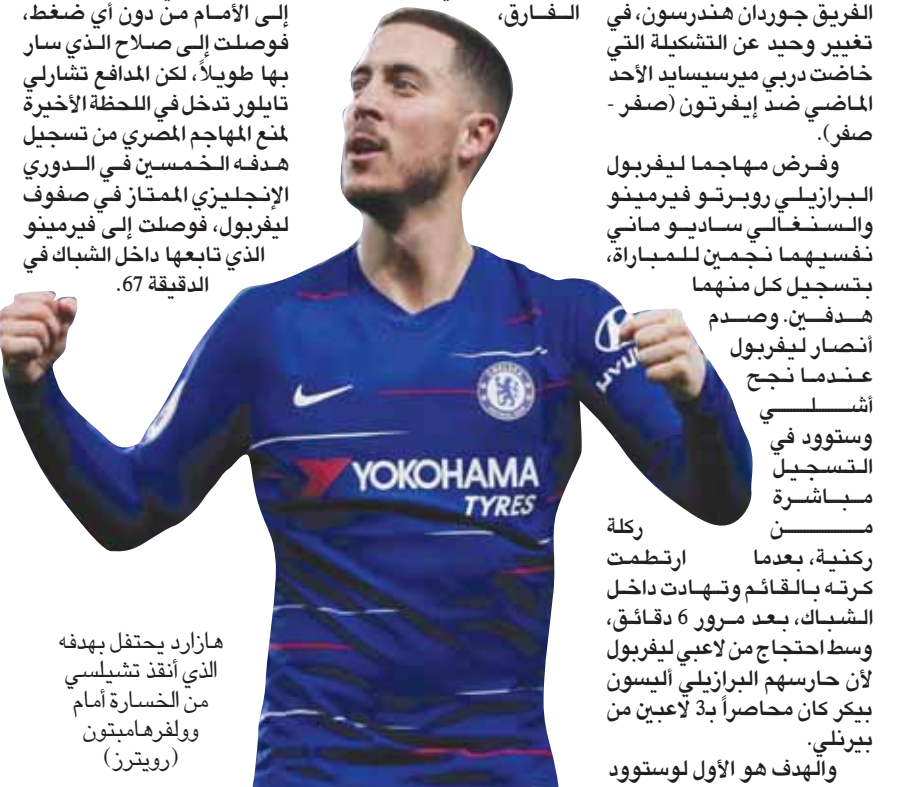 الفريق جوردان هندرسون، في
تغيير وحيد عن التشكيلة التي
خاضت دربي ميرسيسايد الأحد
الماضي ضد إيفرتون (صفر -
صفر).
وفرض مهاجما ليفربول
البرازيلي روبرتو فيرمينو
والسنغالي ساديو ماني
نفسيهما نجمين للمباراة،
بتسجيل كل منهما
هدفين. وصدم
أنصار ليفربول
عندما نجح
أشلي
وستوود في
التسجيل
مباشرة
من ركلة
ركنية، بعدما ارتطمت
كرته بالقائم وتهادت داخل
الشباك، بعد مرور 6 دقائق،
وسط احتجاج من لاعبي ليفربول
لأن حارسهم البرازيلي أليسون
بيكر كان محاصراً بـ3 لاعبين من
بيرنلي.
والهدف هو الأول لوستوود
الفارق،
إلى الأمام من دون أي ضغط،
فوصلت إلى صلاح الذي سار
بها طويلاً، لكن المدافع تشارلي
تايلور تدخل في اللحظة الأخيرة
لمنع المهاجم المصري من تسجيل
هدفه الخمسين في الدوري
الإنجليزي الممتاز في صفوف
ليفربول، فوصلت إلى فيرمينو
الذي تابعها داخل الشباك في
الدقيقة 67.
HYU
CHELSEA
YOKOHAMA
TYRES
هازارد يحتفل بهدفه
الذي أنقذ تشيلسي
من الخسارة أمام
وولفرهامبتون
(رويترز)